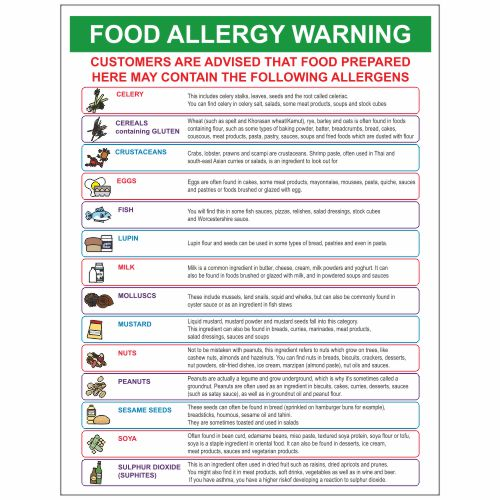 FOOD ALLERGY WARNING
CUSTOMERS ARE ADVISED THAT FOOD PREPARED
HERE MAY CONTAIN THE FOLLOWING ALLERGENS
CELERY
This includes celery stalks, leaves, seeds and the root called celeriac.
You can find celery in celery salt, salads, some meat products, soups and stock cubes
CEREALS
containing GLUTEN
Wheat (such as spelt and Khorasan wheat/Kamut), rye, barley and oats is often found in foods
containing flour, such as some types of baking powder, batter, breadcrumbs, bread, cakes,
couscous, meat products, pasta, pastry, sauces, soups and fried foods which are dusted with flour
CRUSTACEANS
Crabs, lobster, prawns and scampi are crustaceans. Shrimp paste, often used in Thai and
south-east Asian curries or salads, is an ingredient to look out for
EGGS
Eggs are often found in cakes, some meat products, mayonnaise, mousses, pasta, quiche, sauces
and pastries or foods brushed or glazed with egg.
FISH
You will find this in some fish sauces, pizzas, relishes, salad dressings, stock cubes
and Worcestershire sauce.
LUPIN
Lupin flour and seeds can be used in some types of bread, pastries and even in pasta.
MILK
Milk is a common ingredient in butter, cheese, cream, milk powders and yoghurt. It can
also be found in foods brushed or glazed with milk, and in powdered soups and sauces
MOLLUSCS
These include mussels, land snails, squid and whelks, but can also be commonly found in
oyster sauce or as an ingredient in fish stews
MUSTARD
Liquid mustard, mustard powder and mustard seeds fall into this category.
This ingredient can also be found in breads, curries, marinades, meat products,
salad dressings, sauces and soups
NUTS
Not to be mistaken with peanuts, this ingredient refers to nuts which grow on trees, like
cashew nuts, almonds and hazelnuts. You can find nuts in breads, biscuits, crackers, desserts,
nut powders, stir-fried dishes, ice cream, marzipan (almond paste), nut oils and sauces.
PEANUTS
Peanuts are actually a legume and grow underground, which is why it's sometimes called a
groundnut. Peanuts are often used as an ingredient in biscuits, cakes, curries, desserts, sauces
(such as satay sauce), as well as in groundnut oil and peanut flour.
SESAME SEEDS
These seeds can often be found in bread (sprinkled on hamburger buns for example),
breadsticks, houmous, sesame oil and tahini.
They are sometimes toasted and used in salads
SOYA
Often found in bean curd, edamame beans, miso paste, textured soya protein, soya flour or tofu,
soya is a staple ingredient in oriental food. It can also be found in desserts, ice cream,
meat products, sauces and vegetarian products.
SULPHUR DIOXIDE
(SUPHITES)
This is an ingredient often used in dried fruit such as raisins, dried apricots and prunes.
You might also find it in meat products, soft drinks, vegetables as well as in wine and beer.
If you have asthma, you have a higher riskof developing a reaction to sulphur dioxide.